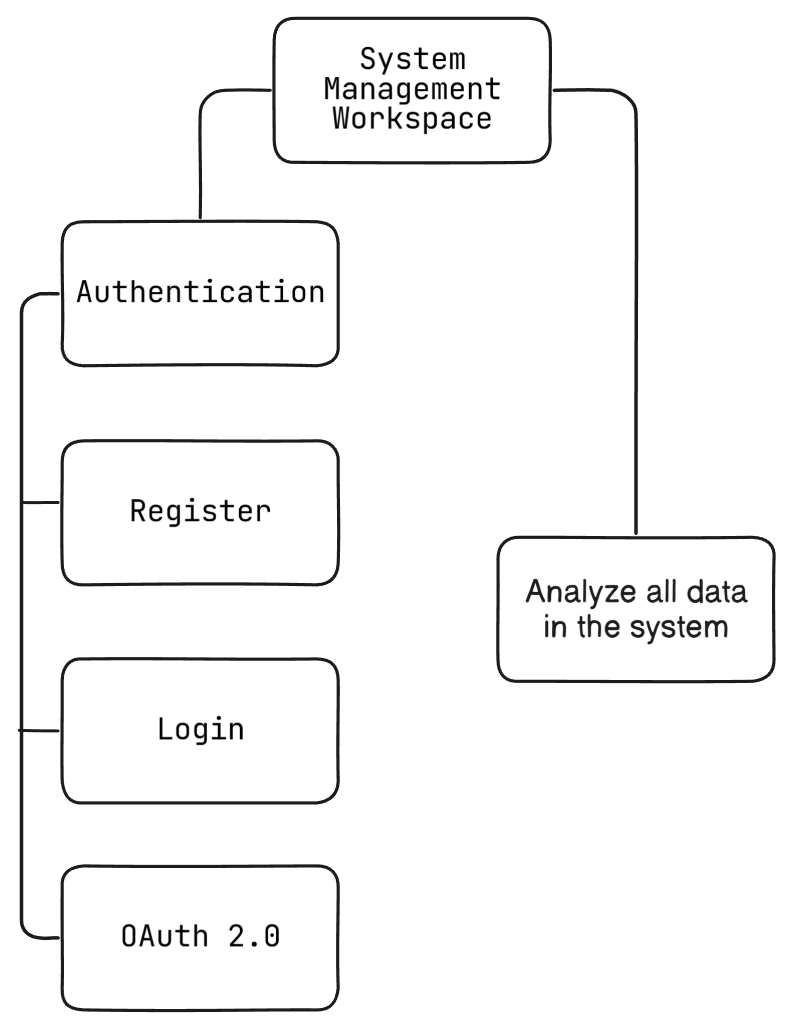 System
Management
Workspace
Authentication
Register
Analyze all data
in the system
Login
OAuth 2.0